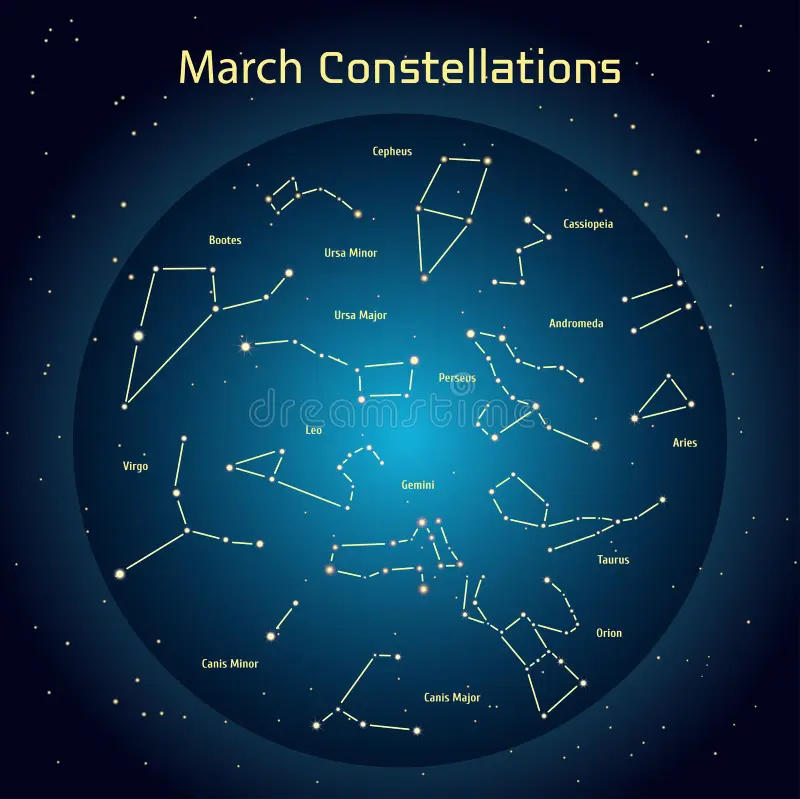 March Constellations
Cepheus
Cassiopeia
Bootes
Ursa Minor
Ursa Major
Andromeda
Perseus
Leo
Aries
Virgo
Gemini
Taurus
Orion
Canis Minor
Canis Major
dreamstime